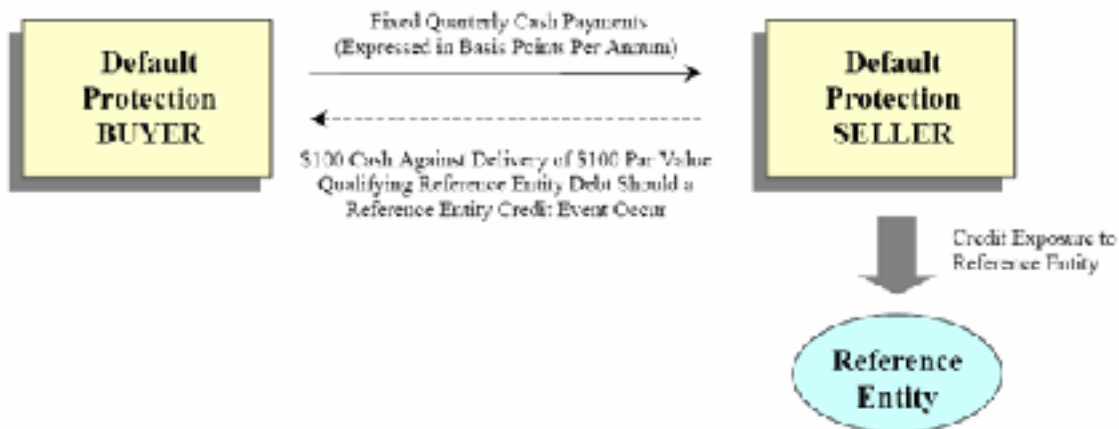 Fixed Quarterly Cash Payments
(Expressed in Basis Points Per Annum)
Default
Protection
BUYER
Default
Protection
SELLER
$100 Cash Against Delivery of $100 Par Value
Qualifying Reference Entity Debt Should a
Reference Entity Credit Event Occur
Credit Exposure to
Reference Entity
Reference
Entity